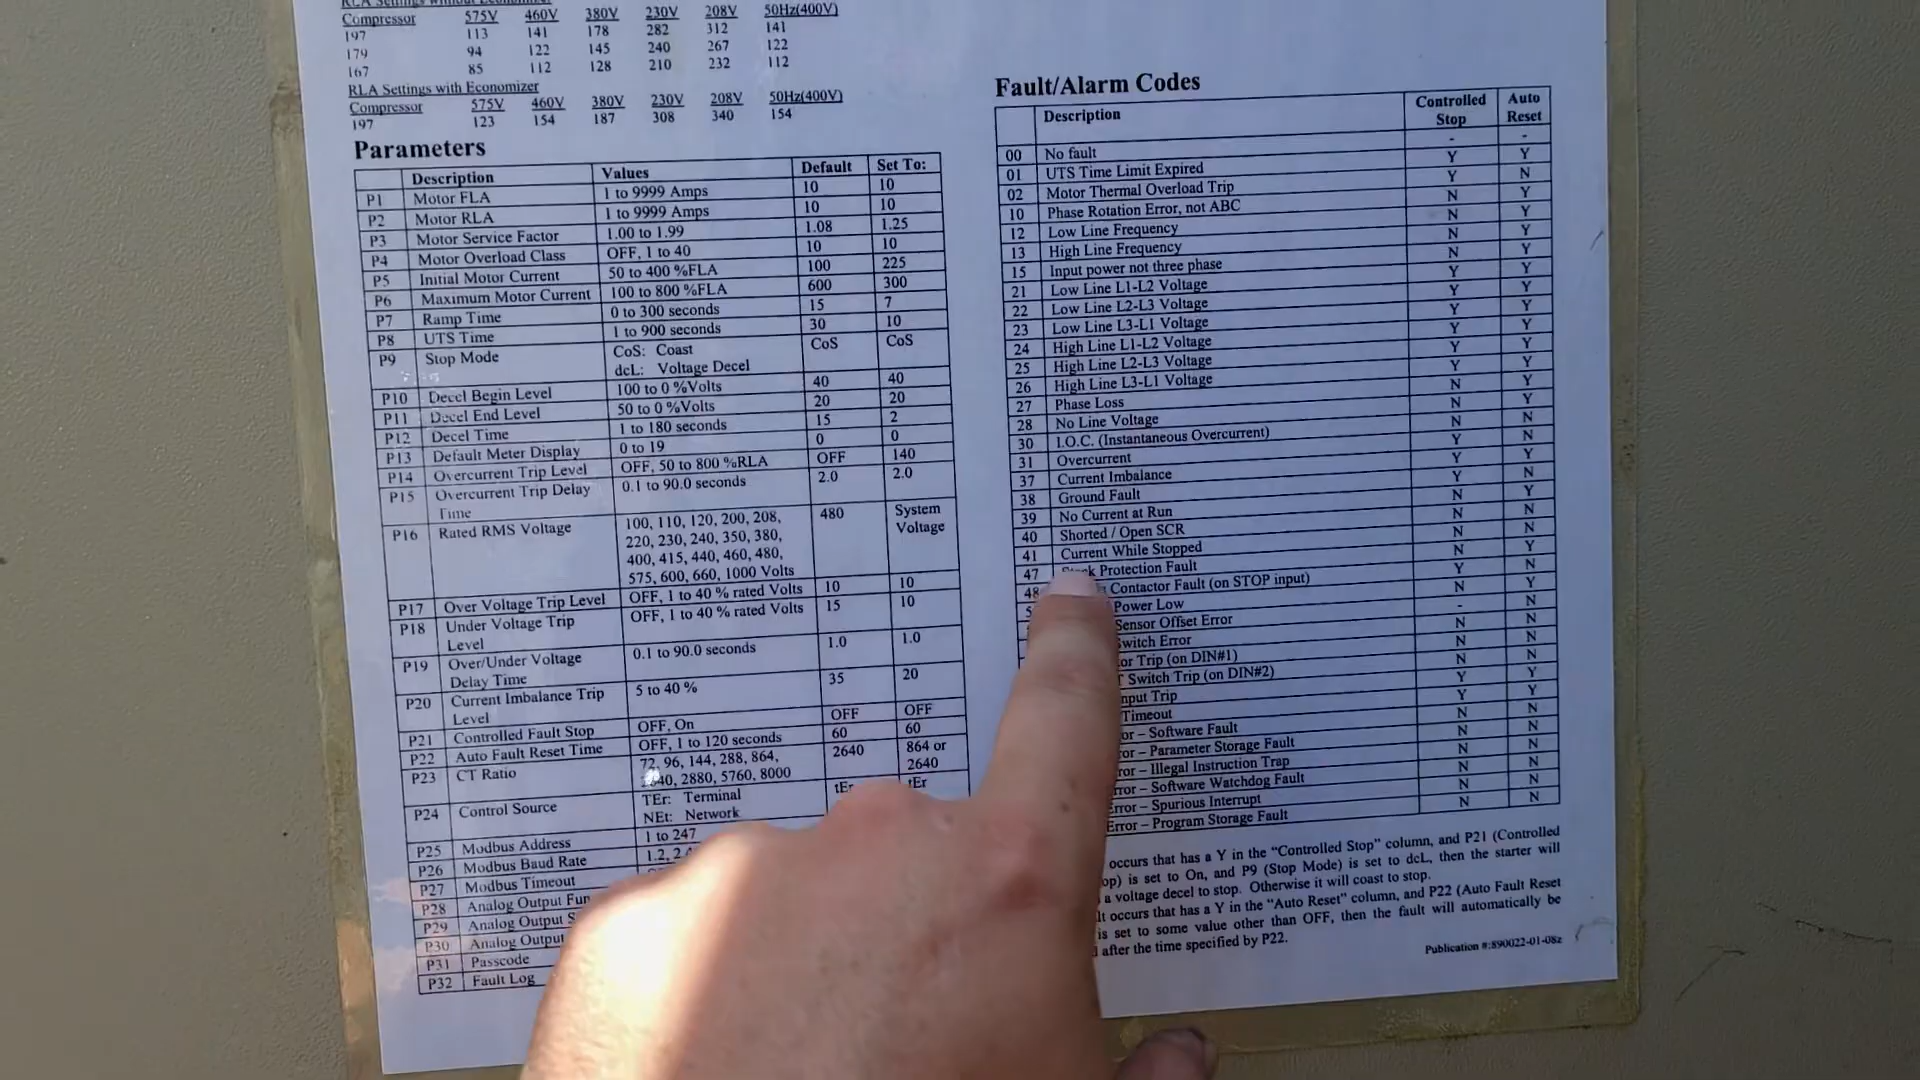 RLA Settings without Economizer
Compressor 575V 460V 380V 230V 208V 50Hz(400V)
197 113 141 178 282 312 141
179 94 122 145 240 267 122
167 85 112 128 210 232 112
RLA Settings with Economizer
Compressor 575V 460V 380V 230V 208V 50Hz(400V)
197 123 154 187 308 340 154
Parameters
Description Values Default Set To:
P1 Motor FLA 1 to 9999 Amps 10 10
P2 Motor RLA 1 to 9999 Amps 10 10
P3 Motor Service Factor 1.00 to 1.99 1.08 1.25
P4 Motor Overload Class OFF, 1 to 40 10 10
P5 Initial Motor Current 50 to 400 %FLA 100 225
P6 Maximum Motor Current 100 to 800 %FLA 600 300
P7 Ramp Time 0 to 300 seconds 15 7
P8 UTS Time 1 to 900 seconds 30 10
P9 Stop Mode CoS: Coast CoS CoS
dcL: Voltage Decel
P10 Decel Begin Level 100 to 0 %Volts 40 40
P11 Decel End Level 50 to 0 %Volts 20 20
P12 Decel Time 1 to 180 seconds 15 2
P13 Default Meter Display 0 to 19 0 0
P14 Overcurrent Trip Level OFF, 50 to 800 %RLA OFF 140
P15 Overcurrent Trip Delay 0.1 to 90.0 seconds 2.0 2.0
Time
P16 Rated RMS Voltage 100, 110, 120, 200, 208, 480 System
220, 230, 240, 350, 380, Voltage
400, 415, 440, 460, 480,
575, 600, 660, 1000 Volts
P17 Over Voltage Trip Level OFF, 1 to 40 % rated Volts 10 10
P18 Under Voltage Trip OFF, 1 to 40 % rated Volts 15 10
Level
P19 Over/Under Voltage 0.1 to 90.0 seconds 1.0 1.0
Delay Time
P20 Current Imbalance Trip 5 to 40 % 35 20
Level
P21 Controlled Fault Stop OFF, On OFF OFF
P22 Auto Fault Reset Time OFF, 1 to 120 seconds 60 60
P23 CT Ratio 72, 96, 144, 288, 864, 2640 864 or
2880, 5760, 8000 2640
P24 Control Source TEr: Terminal tEr tEr
NEt: Network
P25 Modbus Address 1 to 247
P26 Modbus Baud Rate 1.2,
P27 Modbus Timeout
P28 Analog Output Fun
P29 Analog Output S
P30 Analog Output
P31 Passcode
P32 Fault Log
Fault/Alarm Codes
Description Controlled Stop Auto Reset
- -
00 No fault Y Y
01 UTS Time Limit Expired Y N
02 Motor Thermal Overload Trip N Y
10 Phase Rotation Error, not ABC N Y
12 Low Line Frequency N Y
13 High Line Frequency N Y
15 Input power not three phase Y Y
21 Low Line L1-L2 Voltage Y Y
22 Low Line L2-L3 Voltage Y Y
23 Low Line L3-L1 Voltage Y Y
24 High Line L1-L2 Voltage Y Y
25 High Line L2-L3 Voltage Y Y
26 High Line L3-L1 Voltage N Y
27 Phase Loss N Y
28 No Line Voltage N N
30 I.O.C. (Instantaneous Overcurrent) Y N
31 Overcurrent Y Y
37 Current Imbalance Y N
38 Ground Fault N Y
39 No Current at Run N N
40 Shorted / Open SCR N N
41 Current While Stopped N Y
47 Protection Fault Y N
48 Contactor Fault (on STOP input) N Y
Power Low - N
Sensor Offset Error N N
witch Error N N
or Trip (on DIN#1) N N
Switch Trip (on DIN#2) Y Y
nput Trip Y Y
Timeout N N
or – Software Fault N N
ror – Parameter Storage Fault N N
ror – Illegal Instruction Trap N N
rror – Software Watchdog Fault N N
Error – Spurious Interrupt N N
Error – Program Storage Fault
occurs that has a Y in the “Controlled Stop” column, and P21 (Controlled
op) is set to On, and P9 (Stop Mode) is set to dcL, then the starter will
a voltage decel to stop. Otherwise it will coast to stop.
lt occurs that has a Y in the “Auto Reset” column, and P22 (Auto Fault Reset
is set to some value other than OFF, then the fault will automatically be
after the time specified by P22.
Publication #:890022-01-08z